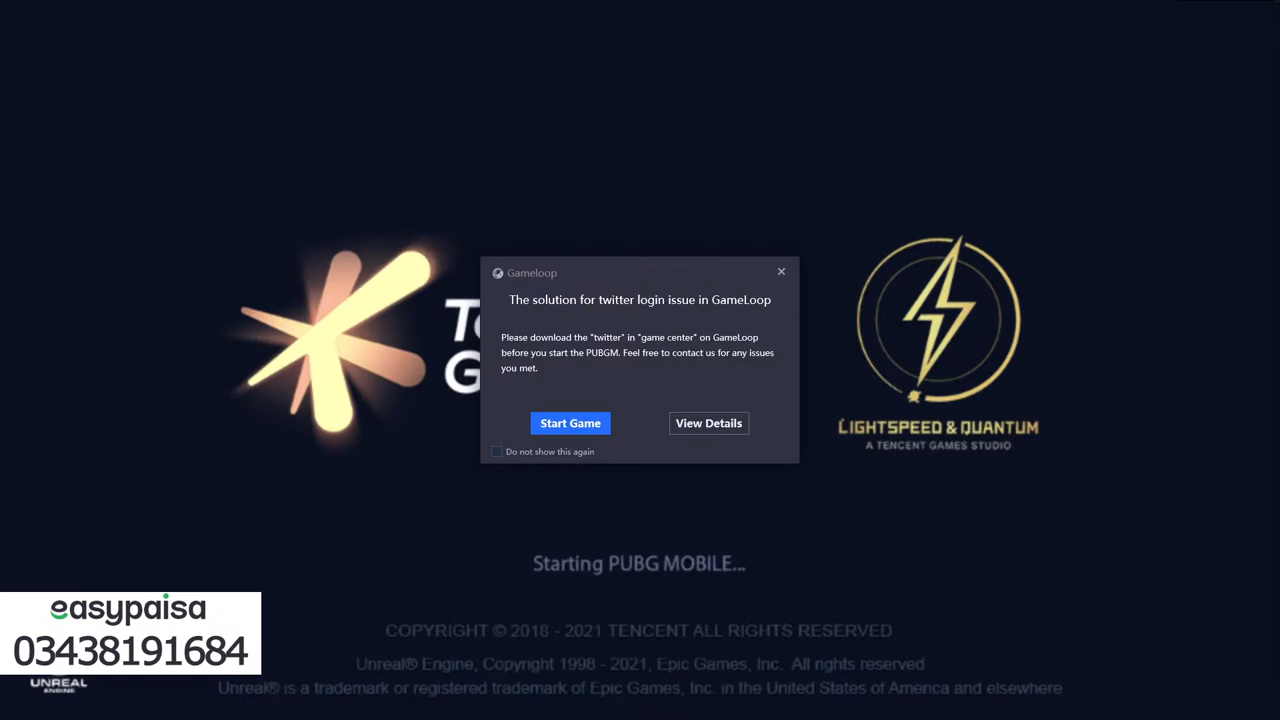 Gameloop
The solution for twitter login issue in GameLoop
Please download the "twitter" in "game center" on GameLoop
before you start the PUBGM. Feel free to contact us for any issues
you met.
Start Game
View Details
Do not show this again
LIGHTSPEED & QUANTUM
A TENCENT GAMES STUDIO
Starting PUBG MOBILE...
easypaisa
03438191684
COPYRIGHT © 2018 - 2021 TENCENT ALL RIGHTS RESERVED
Unreal® Engine, Copyright 1998 - 2021, Epic Games, Inc. All rights reserved
UNREAL
ENGINE
Unreal® is a trademark or registered trademark of Epic Games, Inc. in the United States of America and elsewhere